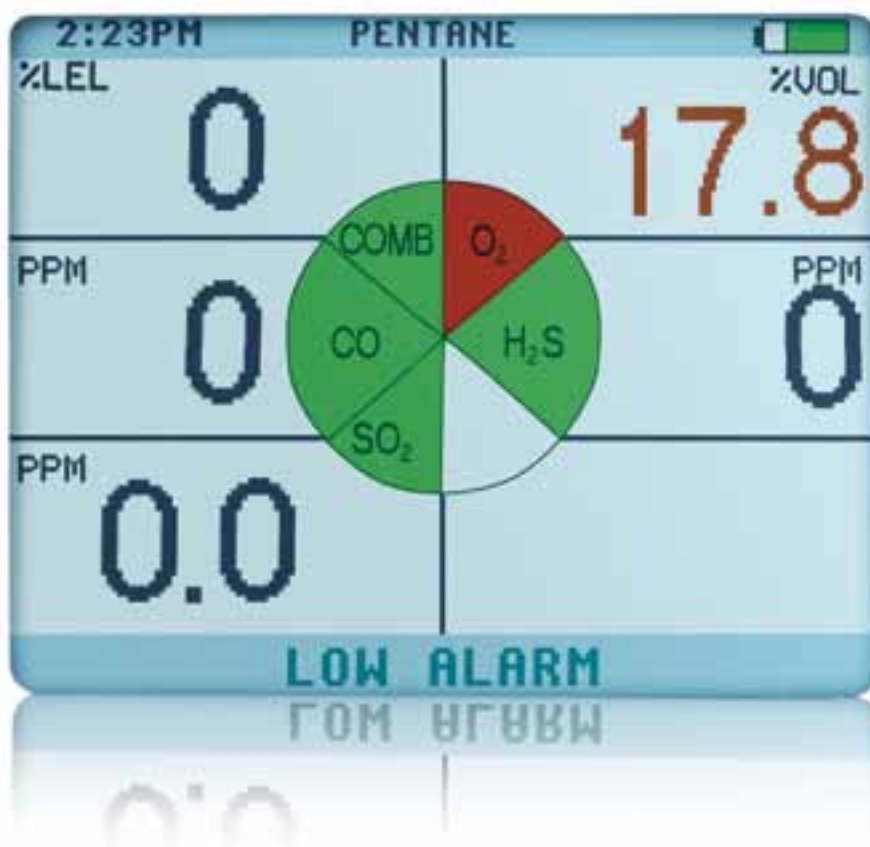 2:23PM PENTANE
%LEL %VOL
0 17.8
COMB O₂
PPM PPM
0 CO H₂S 0
SO₂
PPM
0.0
LOW ALARM